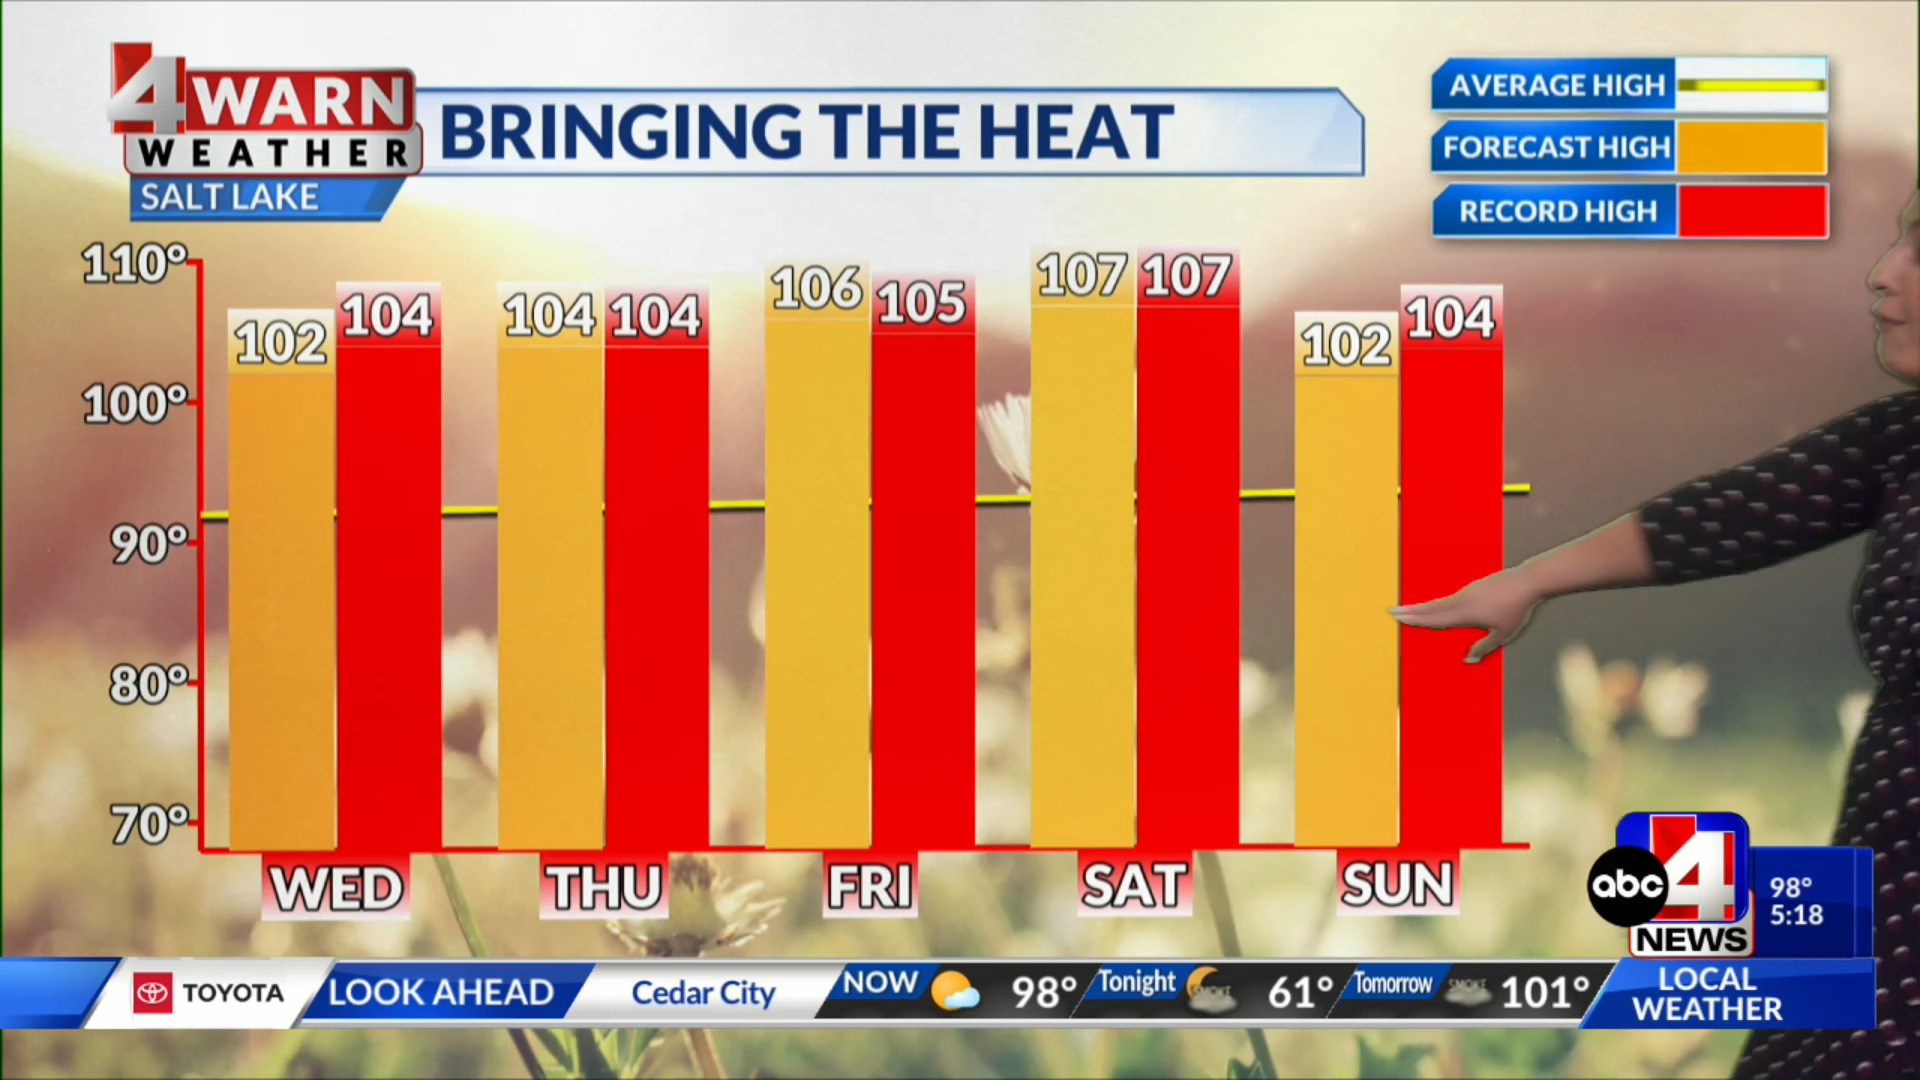 4 WARN
WEATHER
SALT LAKE
BRINGING THE HEAT
AVERAGE HIGH
FORECAST HIGH
RECORD HIGH
110°
100°
90°
80°
70°
102 104
104 104
106 105
107 107
102 104
WED THU FRI SAT SUN
abc 4
NEWS
98°
5:18
TOYOTA
LOOK AHEAD
Cedar City
NOW 98°
Tonight SMOKE 61°
Tomorrow SMOKE 101°
LOCAL
WEATHER